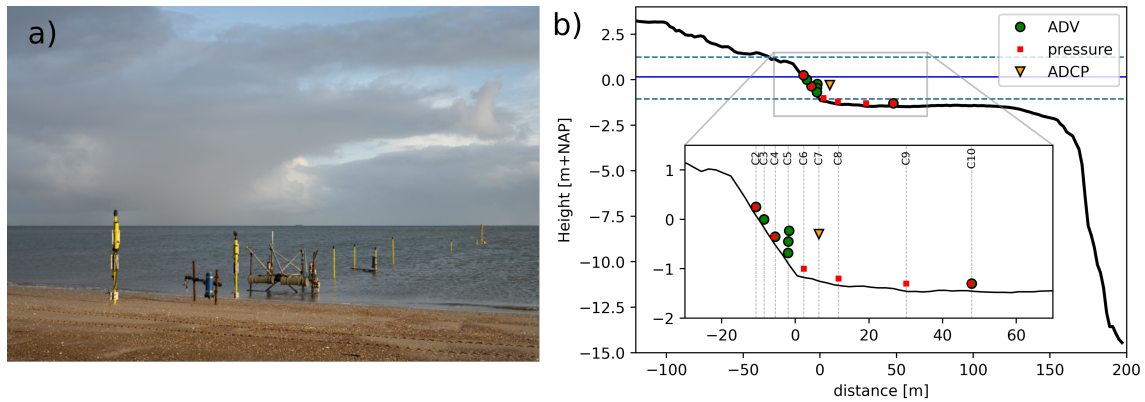 a)
b)
ADV
pressure
ADCP
Height [m+NAP]
2.5
0.0
−2.5
−5.0
−7.5
−10.0
−12.5
−15.0
C2 C3 C4 C5 C6 C7 C8 C9 C10
1
0
−1
−2
−20 0 20 40 60
−100 −50 0 50 100 150 200
distance [m]